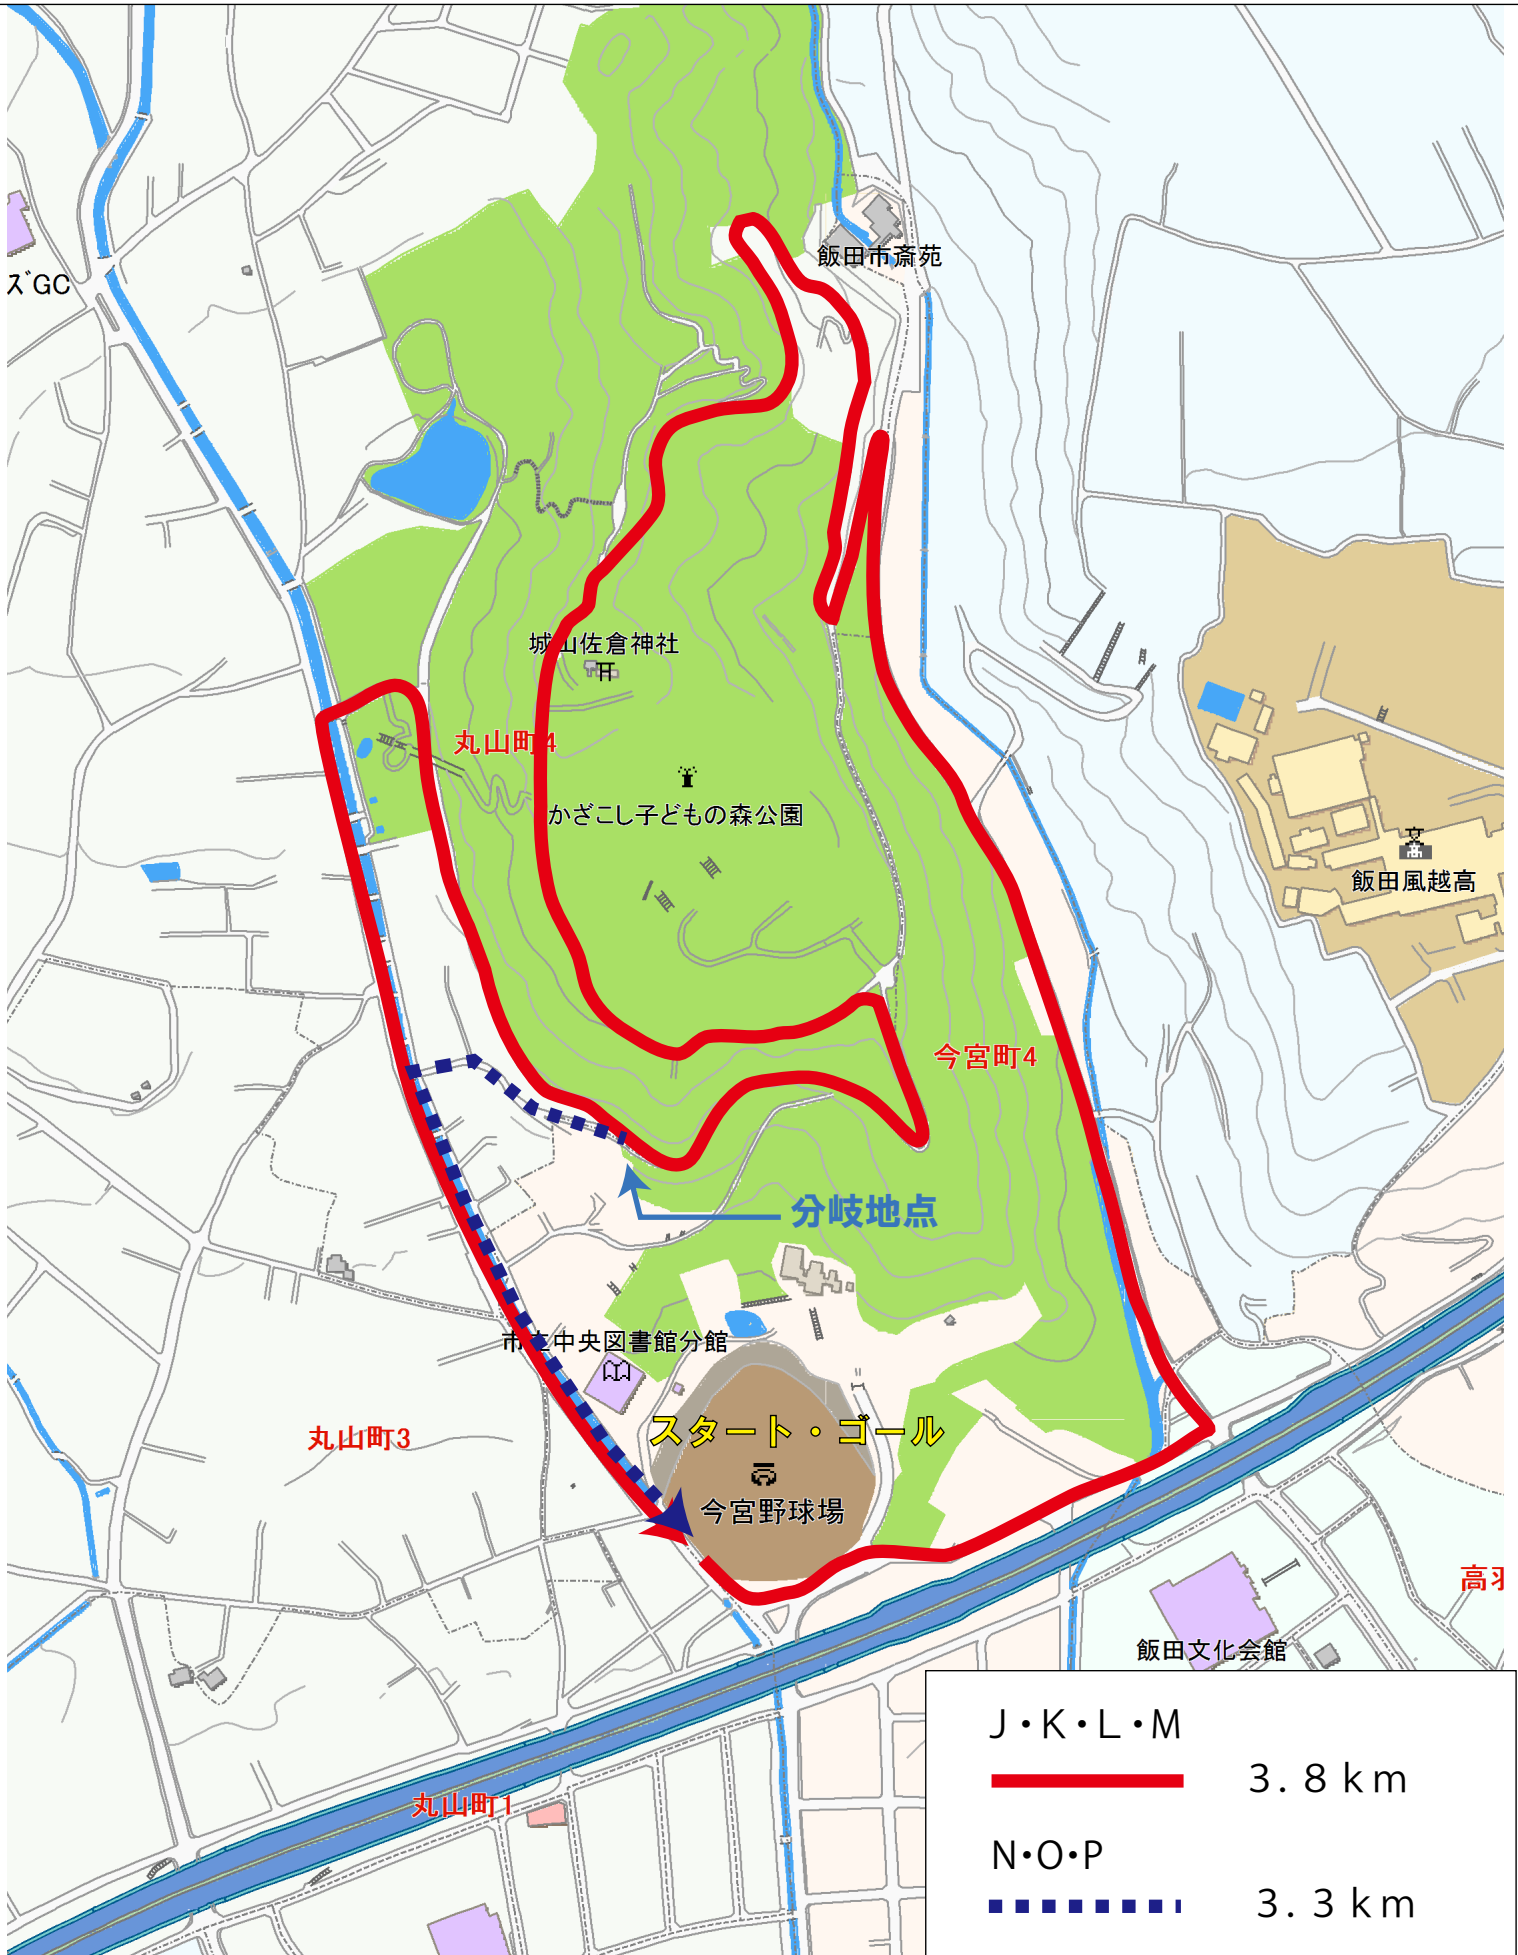 飯田市斎苑
ズGC
城山佐倉神社
丸山町4
かざこし子どもの森公園
飯田風越高
今宮町4
分岐地点
市立中央図書館分館
スタート・ゴール
丸山町3
今宮野球場
高羽
飯田文化会館
J・K・L・M
3.8km
丸山町1
N・O・P
3.3km